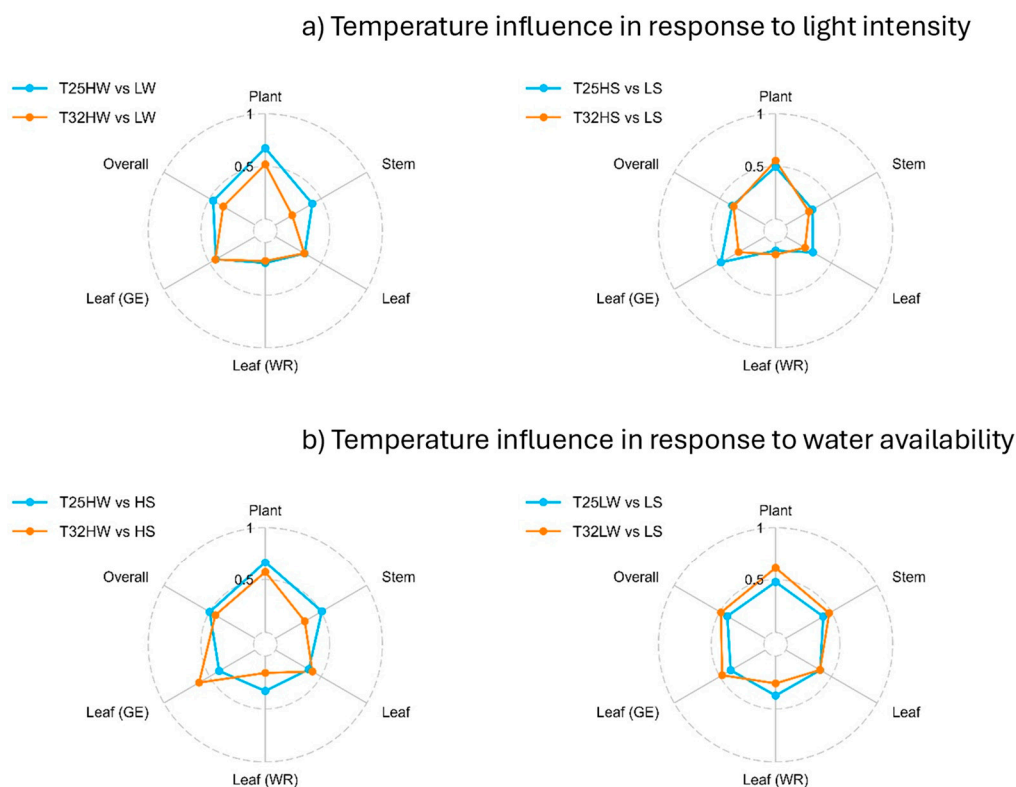 a) Temperature influence in response to light intensity
T25HW vs LW
T32HW vs LW
Plant
1
0.5
Overall
Stem
Leaf (GE)
Leaf
Leaf (WR)
T25HS vs LS
T32HS vs LS
Plant
1
0.5
Overall
Stem
Leaf (GE)
Leaf
Leaf (WR)
b) Temperature influence in response to water availability
T25HW vs HS
T32HW vs HS
Plant
1
0.5
Overall
Stem
Leaf (GE)
Leaf
Leaf (WR)
T25LW vs LS
T32LW vs LS
Plant
1
0.5
Overall
Stem
Leaf (GE)
Leaf
Leaf (WR)